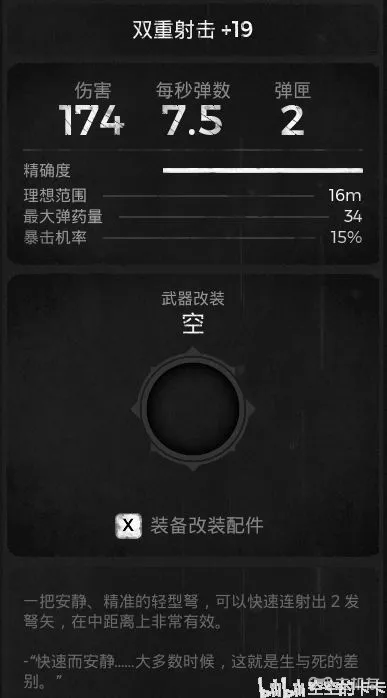 双重射击 +19
伤害 每秒弹数 弹匣
174 7.5 2
精确度
理想范围 16m
最大弹药量 34
暴击机率 15%
武器改装
空
X 装备改装配件
一把安静、精准的轻型弩，可以快速连射出 2 发
弩矢，在中距离上非常有效。
-“快速而安静……大多数时候，这就是生与死的差
别。”